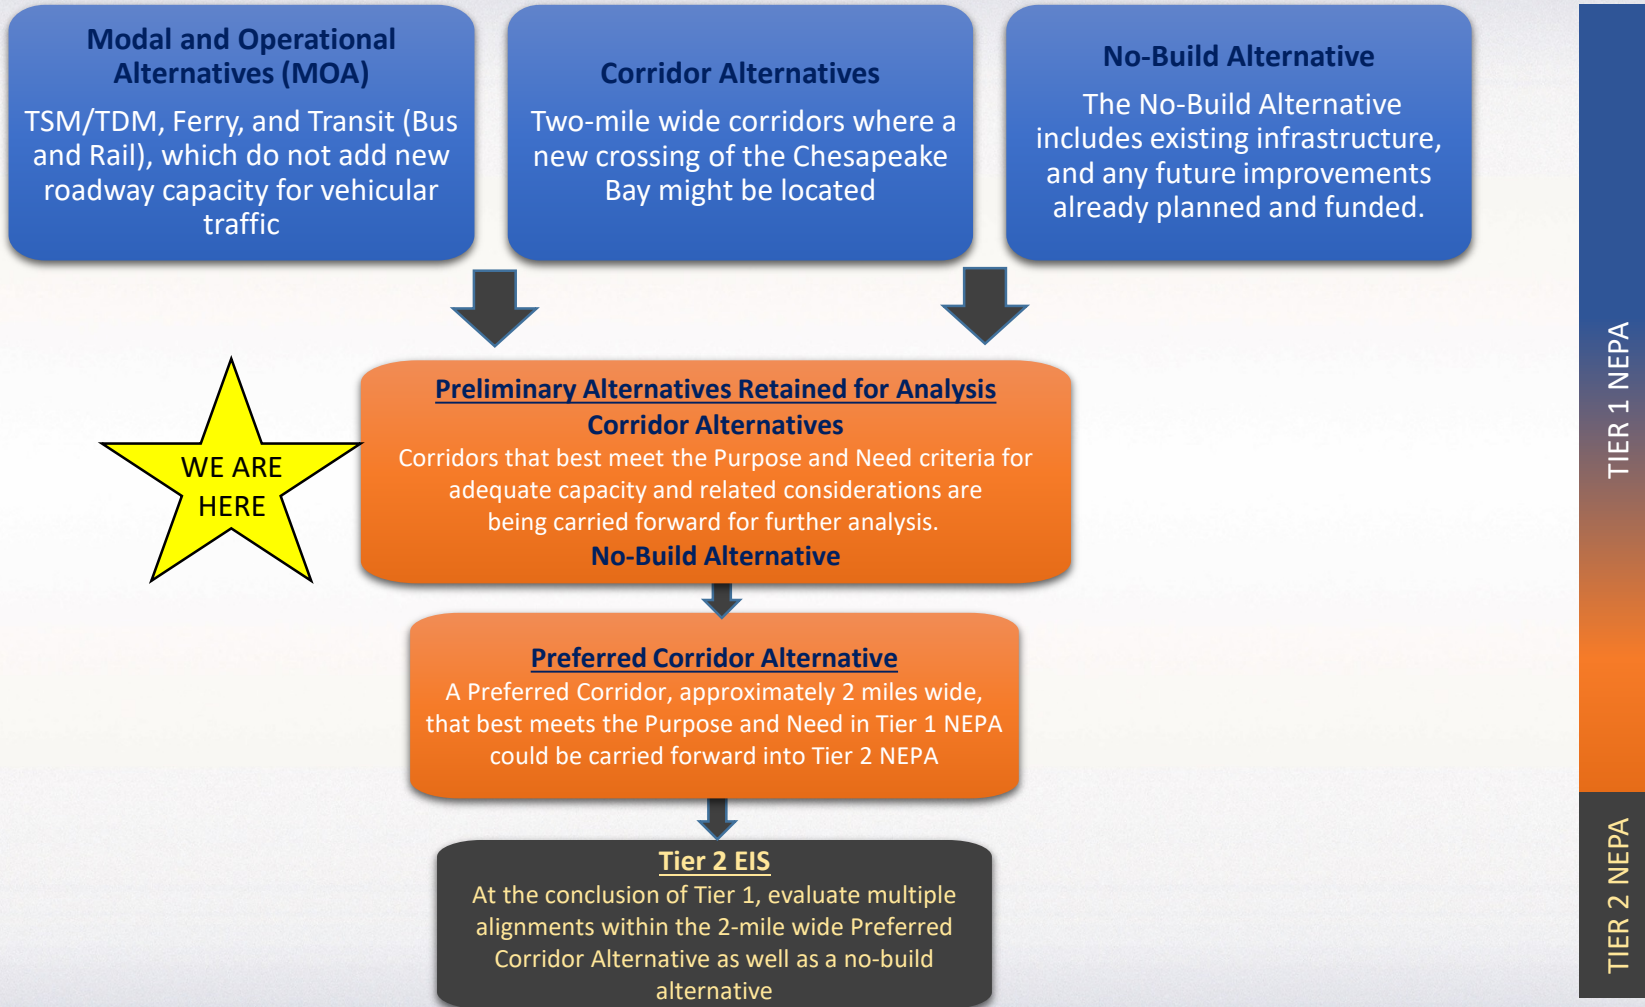 Modal and Operational
Alternatives (MOA)
TSM/TDM, Ferry, and Transit (Bus
and Rail), which do not add new
roadway capacity for vehicular
traffic
Corridor Alternatives
Two-mile wide corridors where a
new crossing of the Chesapeake
Bay might be located
No-Build Alternative
The No-Build Alternative
includes existing infrastructure,
and any future improvements
already planned and funded.
WE ARE
HERE
Preliminary Alternatives Retained for Analysis
Corridor Alternatives
Corridors that best meet the Purpose and Need criteria for
adequate capacity and related considerations are
being carried forward for further analysis.
No-Build Alternative
Preferred Corridor Alternative
A Preferred Corridor, approximately 2 miles wide,
that best meets the Purpose and Need in Tier 1 NEPA
could be carried forward into Tier 2 NEPA
Tier 2 EIS
At the conclusion of Tier 1, evaluate multiple
alignments within the 2-mile wide Preferred
Corridor Alternative as well as a no-build
alternative
TIER 1 NEPA
TIER 2 NEPA